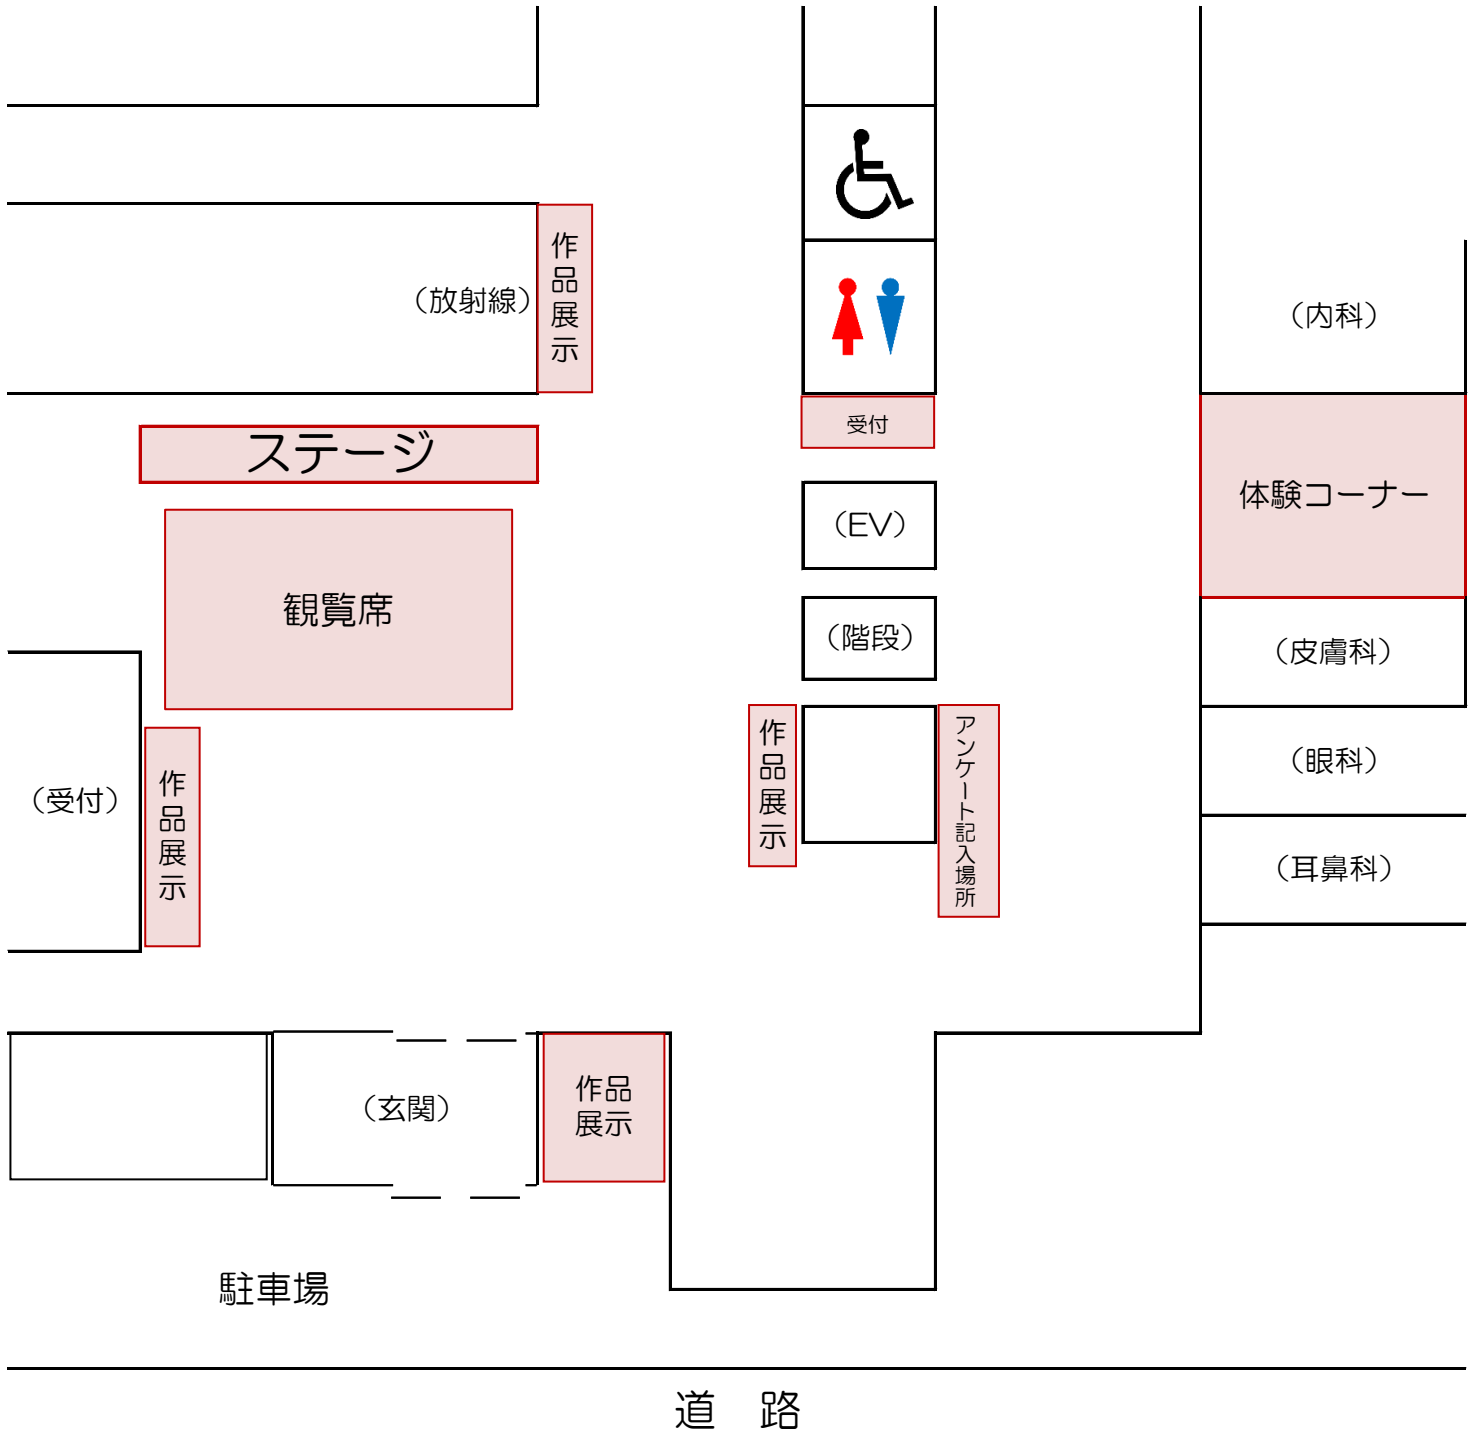 作品展示
（放射線）
（内科）
受付
ステージ
体験コーナー
（EV）
観覧席
（階段）
（皮膚科）
作品展示
アンケート記入場所
（眼科）
（受付）
作品展示
（耳鼻科）
（玄関）
作品
展示
駐車場
道　路